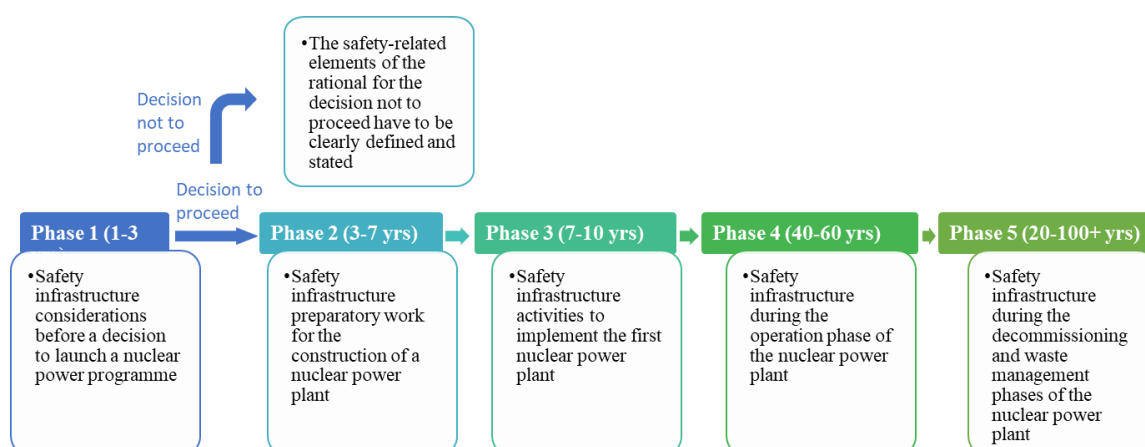 •The safety-related
elements of the
rational for the
decision not to
proceed have to be
clearly defined and
stated
Decision
not to
proceed
Decision to
proceed
Phase 1 (1-3
Phase 2 (3-7 yrs)
Phase 3 (7-10 yrs)
Phase 4 (40-60 yrs)
Phase 5 (20-100+ yrs)
•Safety
infrastructure
considerations
before a decision
to launch a nuclear
power programme
•Safety
infrastructure
preparatory work
for the
construction of a
nuclear power
plant
•Safety
infrastructure
activities to
implement the first
nuclear power
plant
•Safety
infrastructure
during the
operation phase of
the nuclear power
plant
•Safety
infrastructure
during the
decommissioning
and waste
management
phases of the
nuclear power
plant